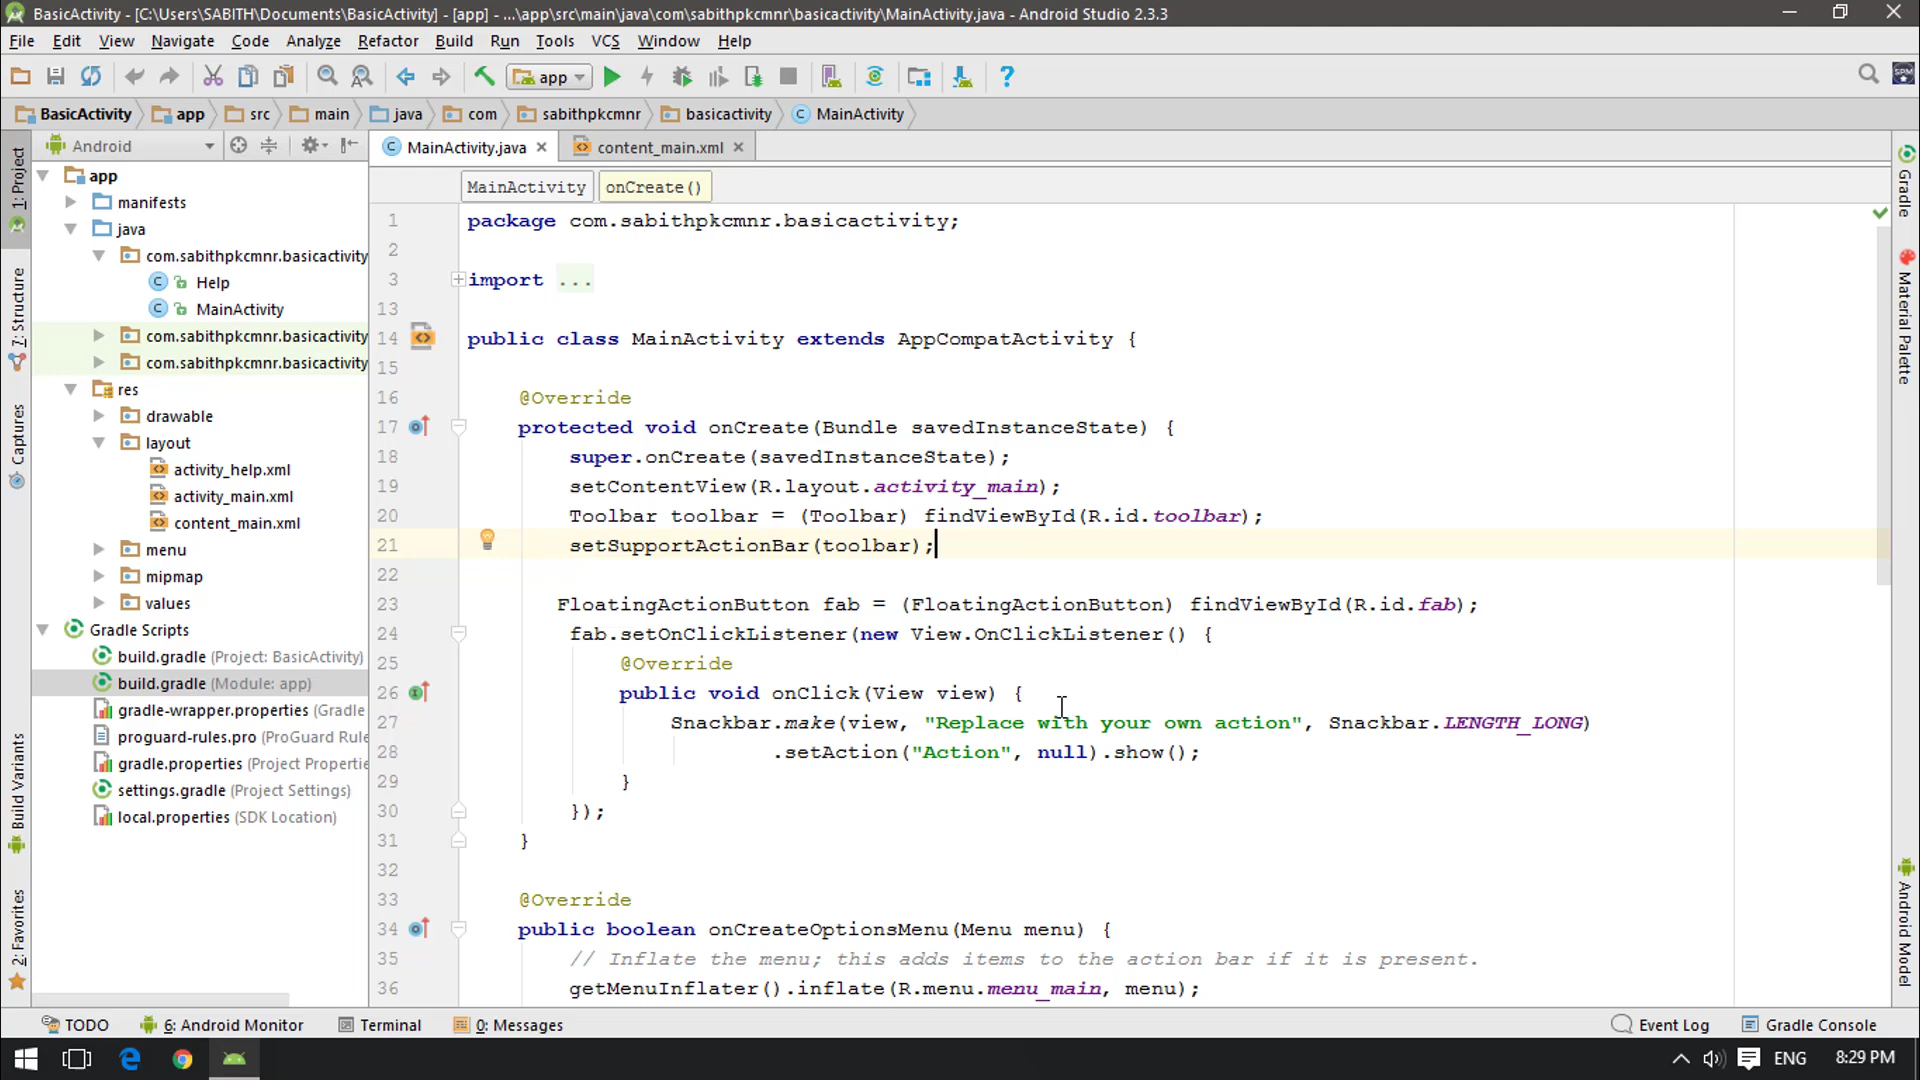 BasicActivity - [C:\Users\SABITH\Documents\BasicActivity] - [app] - ...\app\src\main\java\com\sabithpkcmnr\basicactivity\MainActivity.java - Android Studio 2.3.3
File Edit View Navigate Code Analyze Refactor Build Run Tools VCS Window Help
app
BasicActivity app src main java com sabithpkcmnr basicactivity MainActivity
Android
MainActivity.java content_main.xml
MainActivity onCreate()
1: Project
7: Structure
Captures
Build Variants
2: Favorites
app
manifests
java
com.sabithpkcmnr.basicactivity
Help
MainActivity
com.sabithpkcmnr.basicactivity
com.sabithpkcmnr.basicactivity
res
drawable
layout
activity_help.xml
activity_main.xml
content_main.xml
menu
mipmap
values
Gradle Scripts
build.gradle (Project: BasicActivity)
build.gradle (Module: app)
gradle-wrapper.properties (Gradle
proguard-rules.pro (ProGuard Rule
gradle.properties (Project Propertie
settings.gradle (Project Settings)
local.properties (SDK Location)
1 package com.sabithpkcmnr.basicactivity;
2
3 import ...
13
14 public class MainActivity extends AppCompatActivity {
15
16 @Override
17 protected void onCreate(Bundle savedInstanceState) {
18 super.onCreate(savedInstanceState);
19 setContentView(R.layout.activity_main);
20 Toolbar toolbar = (Toolbar) findViewById(R.id.toolbar);
21 setSupportActionBar(toolbar);
22
23 FloatingActionButton fab = (FloatingActionButton) findViewById(R.id.fab);
24 fab.setOnClickListener(new View.OnClickListener() {
25 @Override
26 public void onClick(View view) {
27 Snackbar.make(view, "Replace with your own action", Snackbar.LENGTH_LONG)
28 .setAction("Action", null).show();
29 }
30 });
31 }
32
33 @Override
34 public boolean onCreateOptionsMenu(Menu menu) {
35 // Inflate the menu; this adds items to the action bar if it is present.
36 getMenuInflater().inflate(R.menu.menu_main, menu);
Gradle
Material Palette
Android Model
TODO 6: Android Monitor Terminal 0: Messages Event Log Gradle Console
ENG 8:29 PM